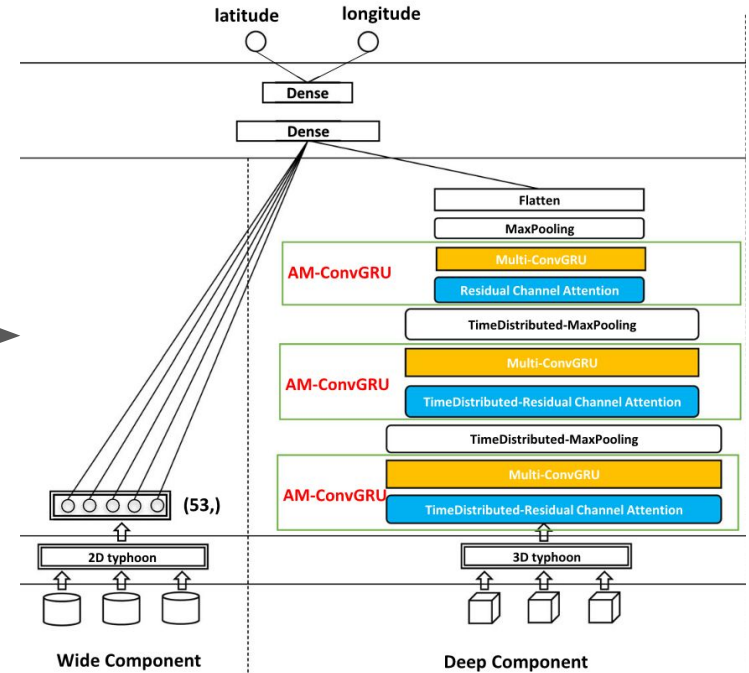 latitude
longitude
Dense
Dense
Flatten
MaxPooling
AM-ConvGRU
Multi-ConvGRU
Residual Channel Attention
TimeDistributed-MaxPooling
AM-ConvGRU
Multi-ConvGRU
TimeDistributed-Residual Channel Attention
TimeDistributed-MaxPooling
AM-ConvGRU
Multi-ConvGRU
TimeDistributed-Residual Channel Attention
(53,)
2D typhoon
3D typhoon
Wide Component
Deep Component